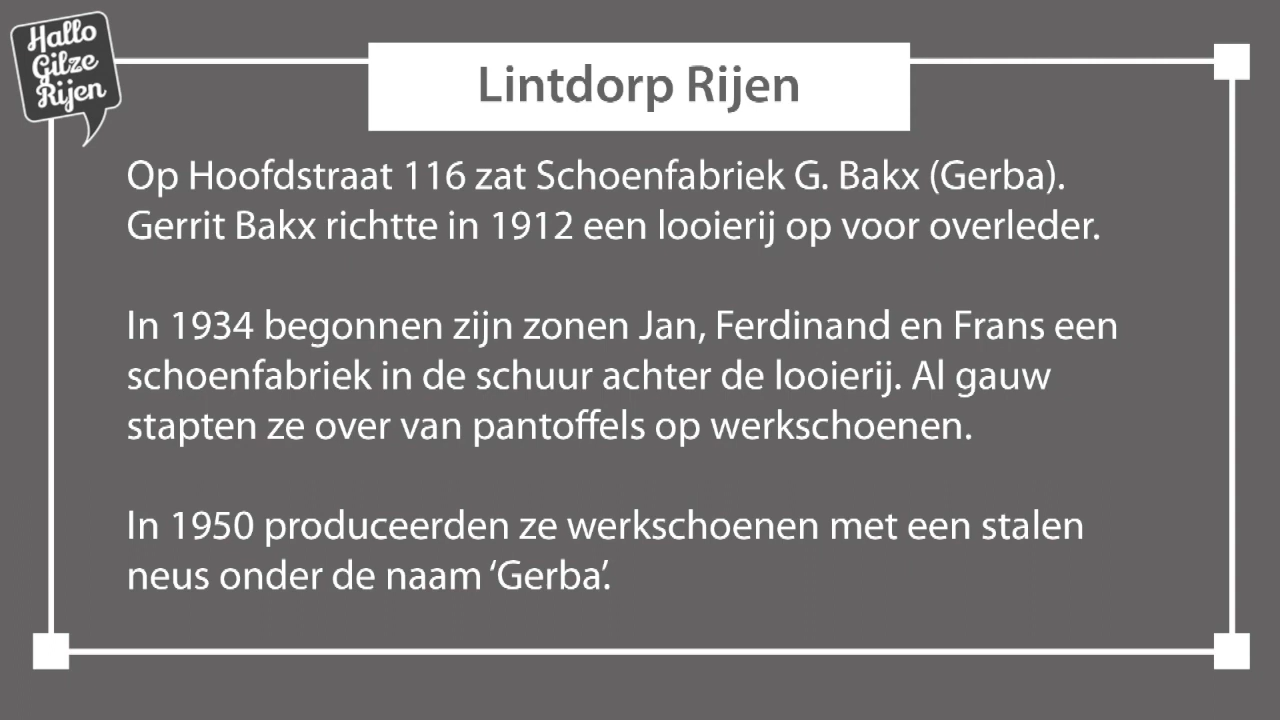 Hallo
Gilze
Rijen
Lintdorp Rijen
Op Hoofdstraat 116 zat Schoenfabriek G. Bakx (Gerba).
Gerrit Bakx richtte in 1912 een looierij op voor overleder.
In 1934 begonnen zijn zonen Jan, Ferdinand en Frans een
schoenfabriek in de schuur achter de looierij. Al gauw
stapten ze over van pantoffels op werkschoenen.
In 1950 produceerden ze werkschoenen met een stalen
neus onder de naam ‘Gerba’.